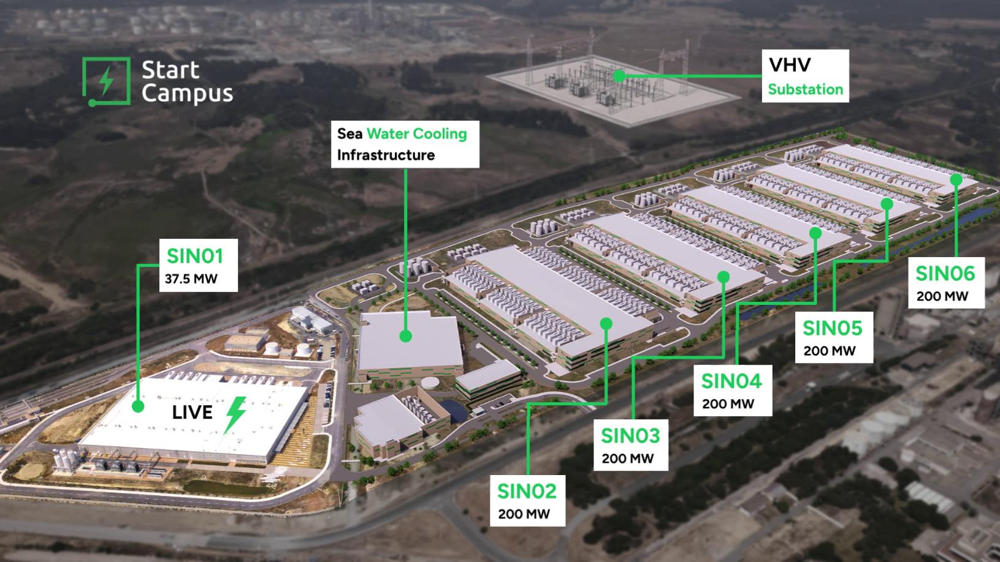 Start
Campus
VHV
Substation
Sea Water Cooling
Infrastructure
SIN01
37.5 MW
LIVE
SIN06
200 MW
SIN05
200 MW
SIN04
200 MW
SIN03
200 MW
SIN02
200 MW